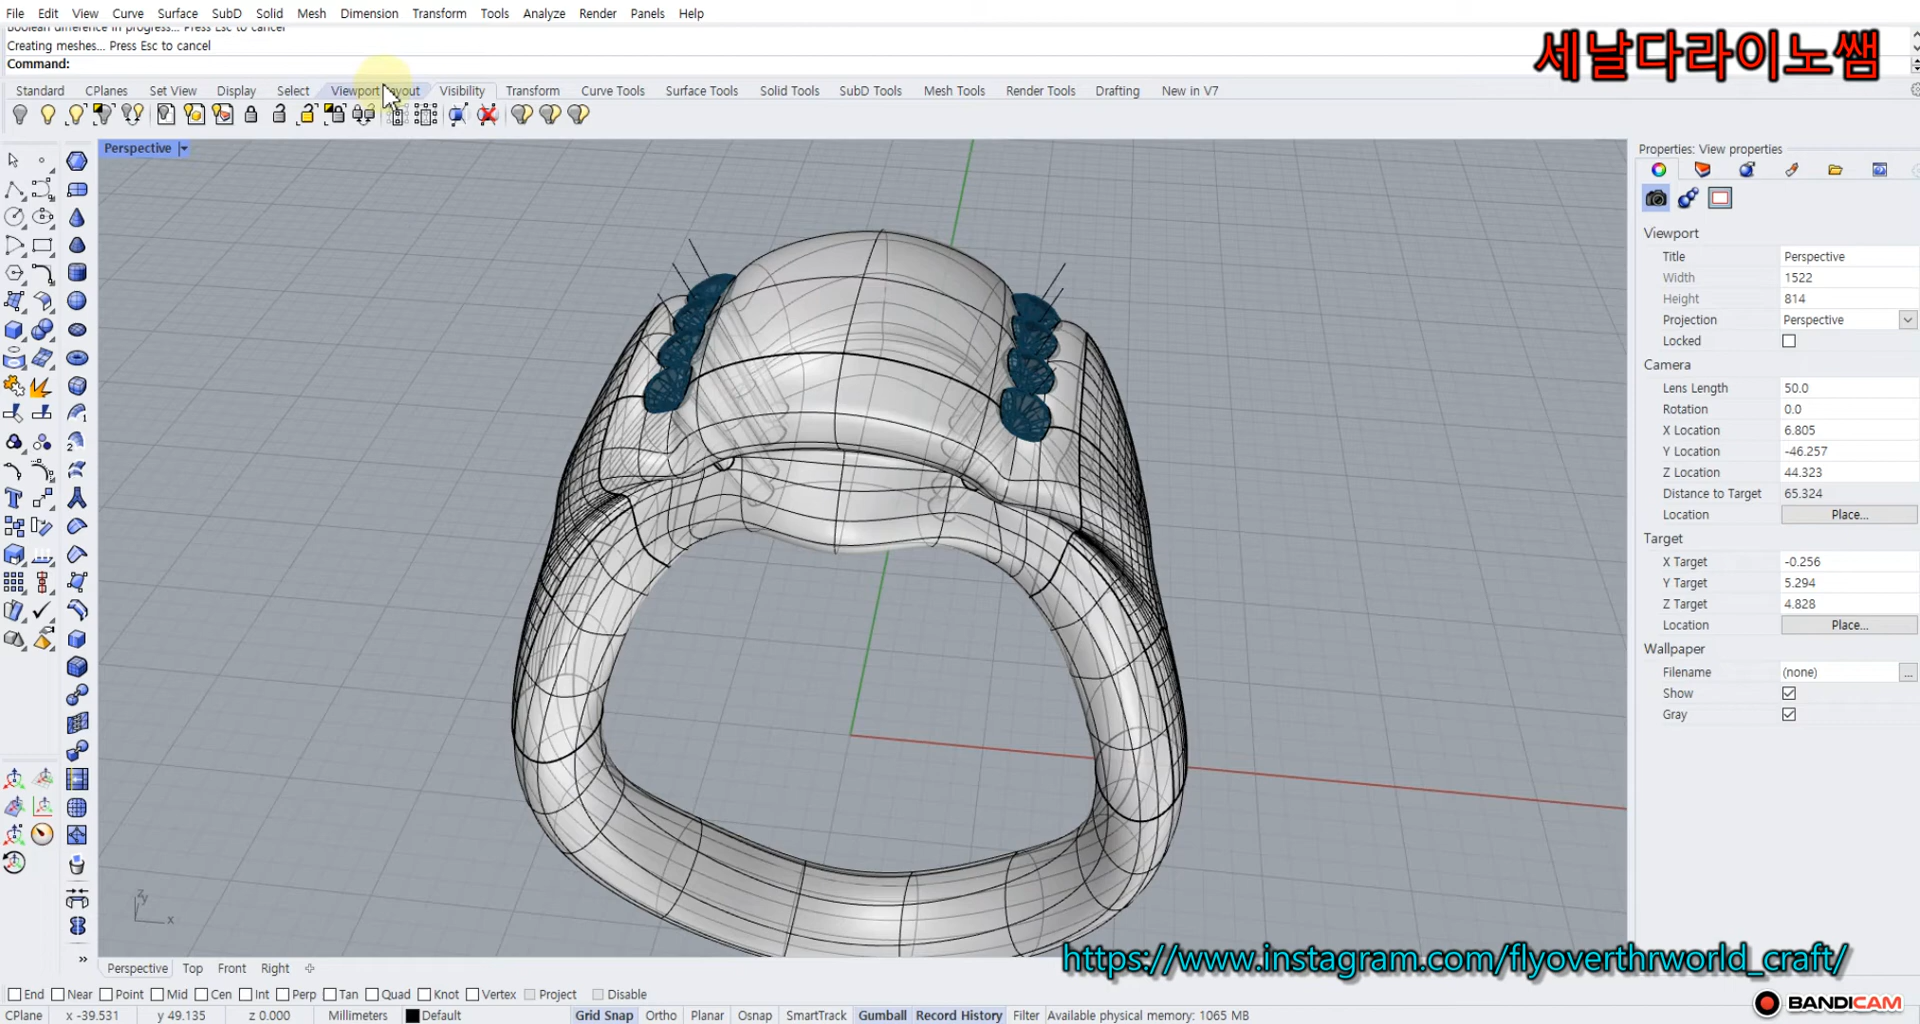 File Edit View Curve Surface SubD Solid Mesh Dimension Transform Tools Analyze Render Panels Help
Boolean difference in progress... Press Esc to cancel
Creating meshes... Press Esc to cancel
Command:
세날다라이노쌤
Standard CPlanes Set View Display Select Viewport Layout Visibility Transform Curve Tools Surface Tools Solid Tools SubD Tools Mesh Tools Render Tools Drafting New in V7
Perspective
Properties: View properties
Viewport
Title Perspective
Width 1522
Height 814
Projection Perspective
Locked
Camera
Lens Length 50.0
Rotation 0.0
X Location 6.805
Y Location -46.257
Z Location 44.323
Distance to Target 65.324
Location Place...
Target
X Target -0.256
Y Target 5.294
Z Target 4.828
Location Place...
Wallpaper
Filename (none) ...
Show
Gray
z y x
https://www.instagram.com/flyoverthrworld_craft/
Perspective Top Front Right
End Near Point Mid Cen Int Perp Tan Quad Knot Vertex Project Disable
BANDICAM
CPlane x -39.531 y 49.135 z 0.000 Millimeters Default Grid Snap Ortho Planar Osnap SmartTrack Gumball Record History Filter Available physical memory: 1065 MB